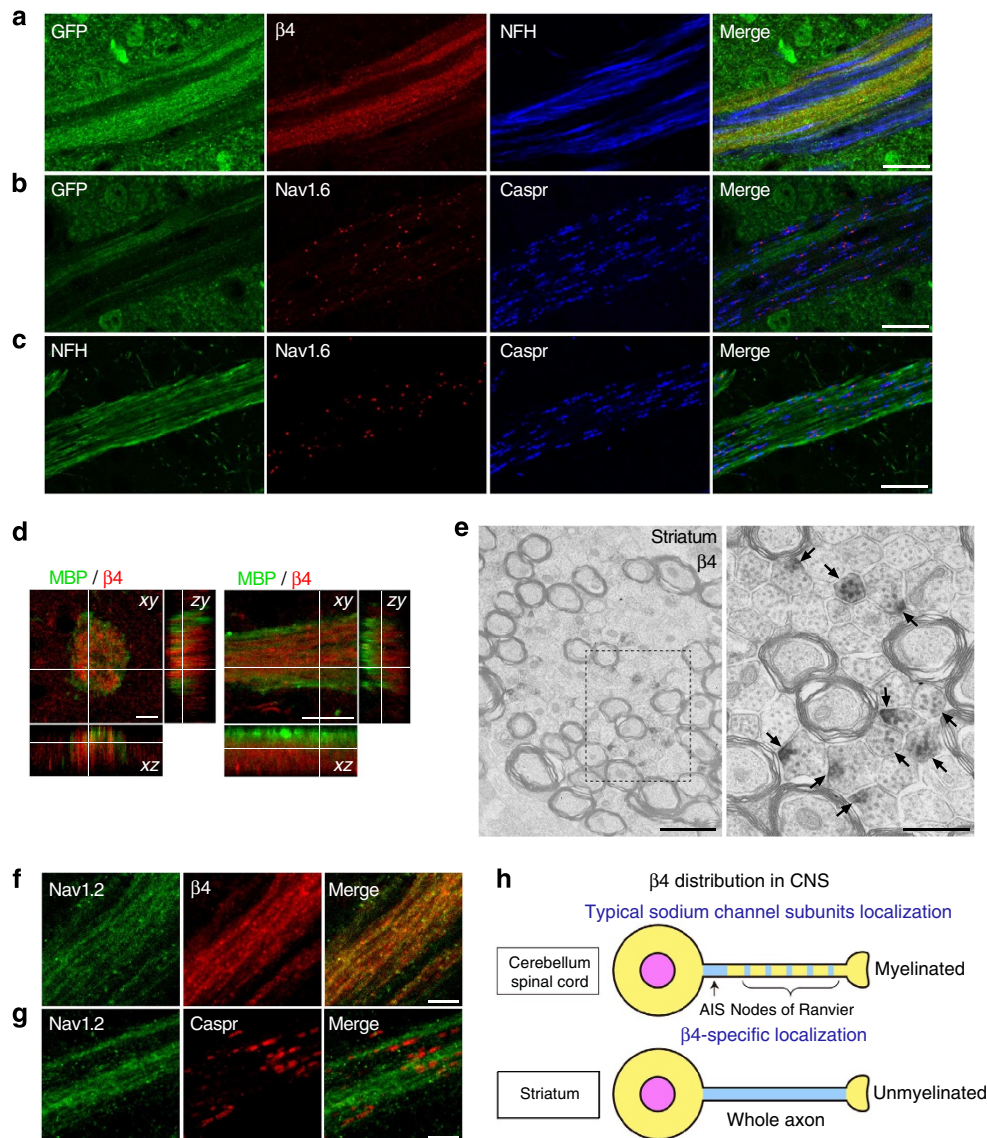 a
GFP
β4
NFH
Merge
b
GFP
Nav1.6
Caspr
Merge
c
NFH
Nav1.6
Caspr
Merge
d
MBP / β4
xy
zy
xz
MBP / β4
xy
zy
xz
e
Striatum
β4
f
Nav1.2
β4
Merge
g
Nav1.2
Caspr
Merge
h
β4 distribution in CNS
Typical sodium channel subunits localization
Cerebellum
spinal cord
Myelinated
AIS Nodes of Ranvier
β4-specific localization
Striatum
Unmyelinated
Whole axon